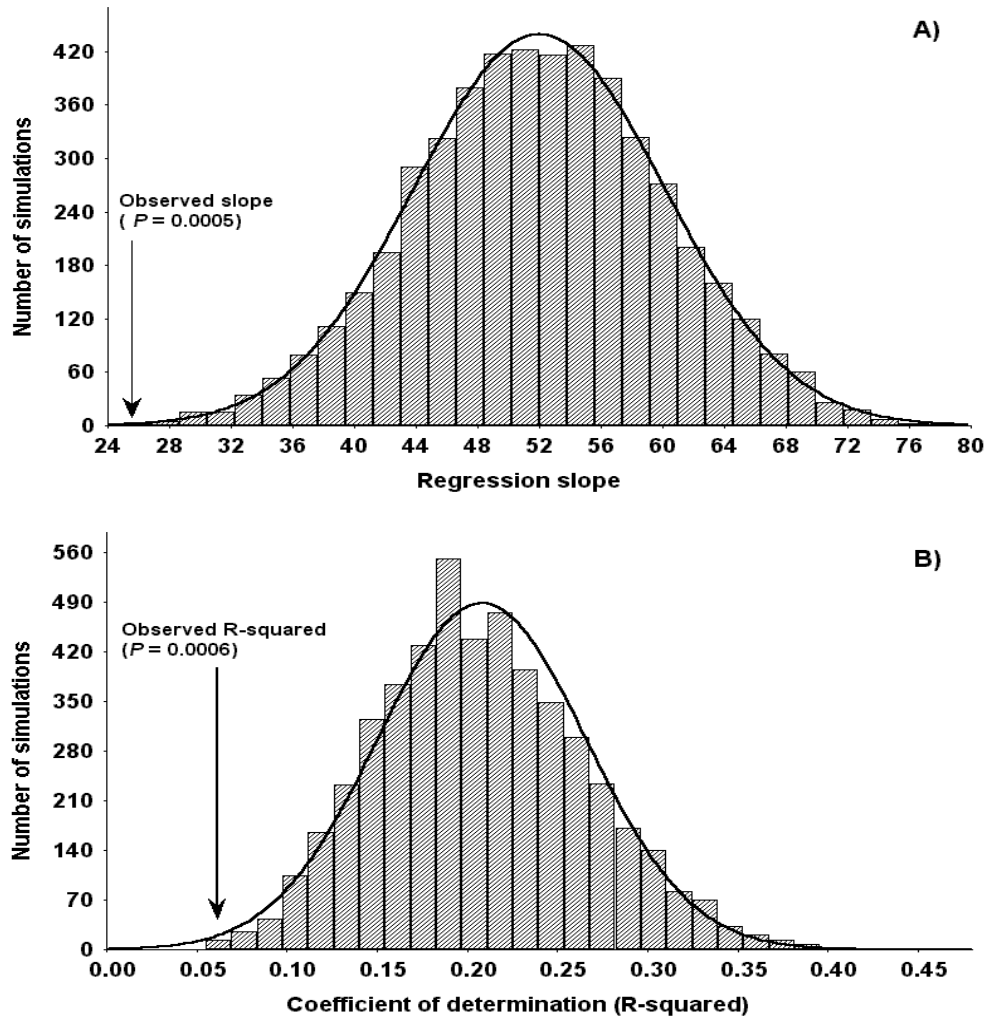 A)
420
360
300
240
180
120
60
0
Number of simulations
Observed slope
( P = 0.0005)
24 28 32 36 40 44 48 52 56 60 64 68 72 76 80
Regression slope
B)
560
490
420
350
280
210
140
70
0
Number of simulations
Observed R-squared
(P = 0.0006)
0.00 0.05 0.10 0.15 0.20 0.25 0.30 0.35 0.40 0.45
Coefficient of determination (R-squared)